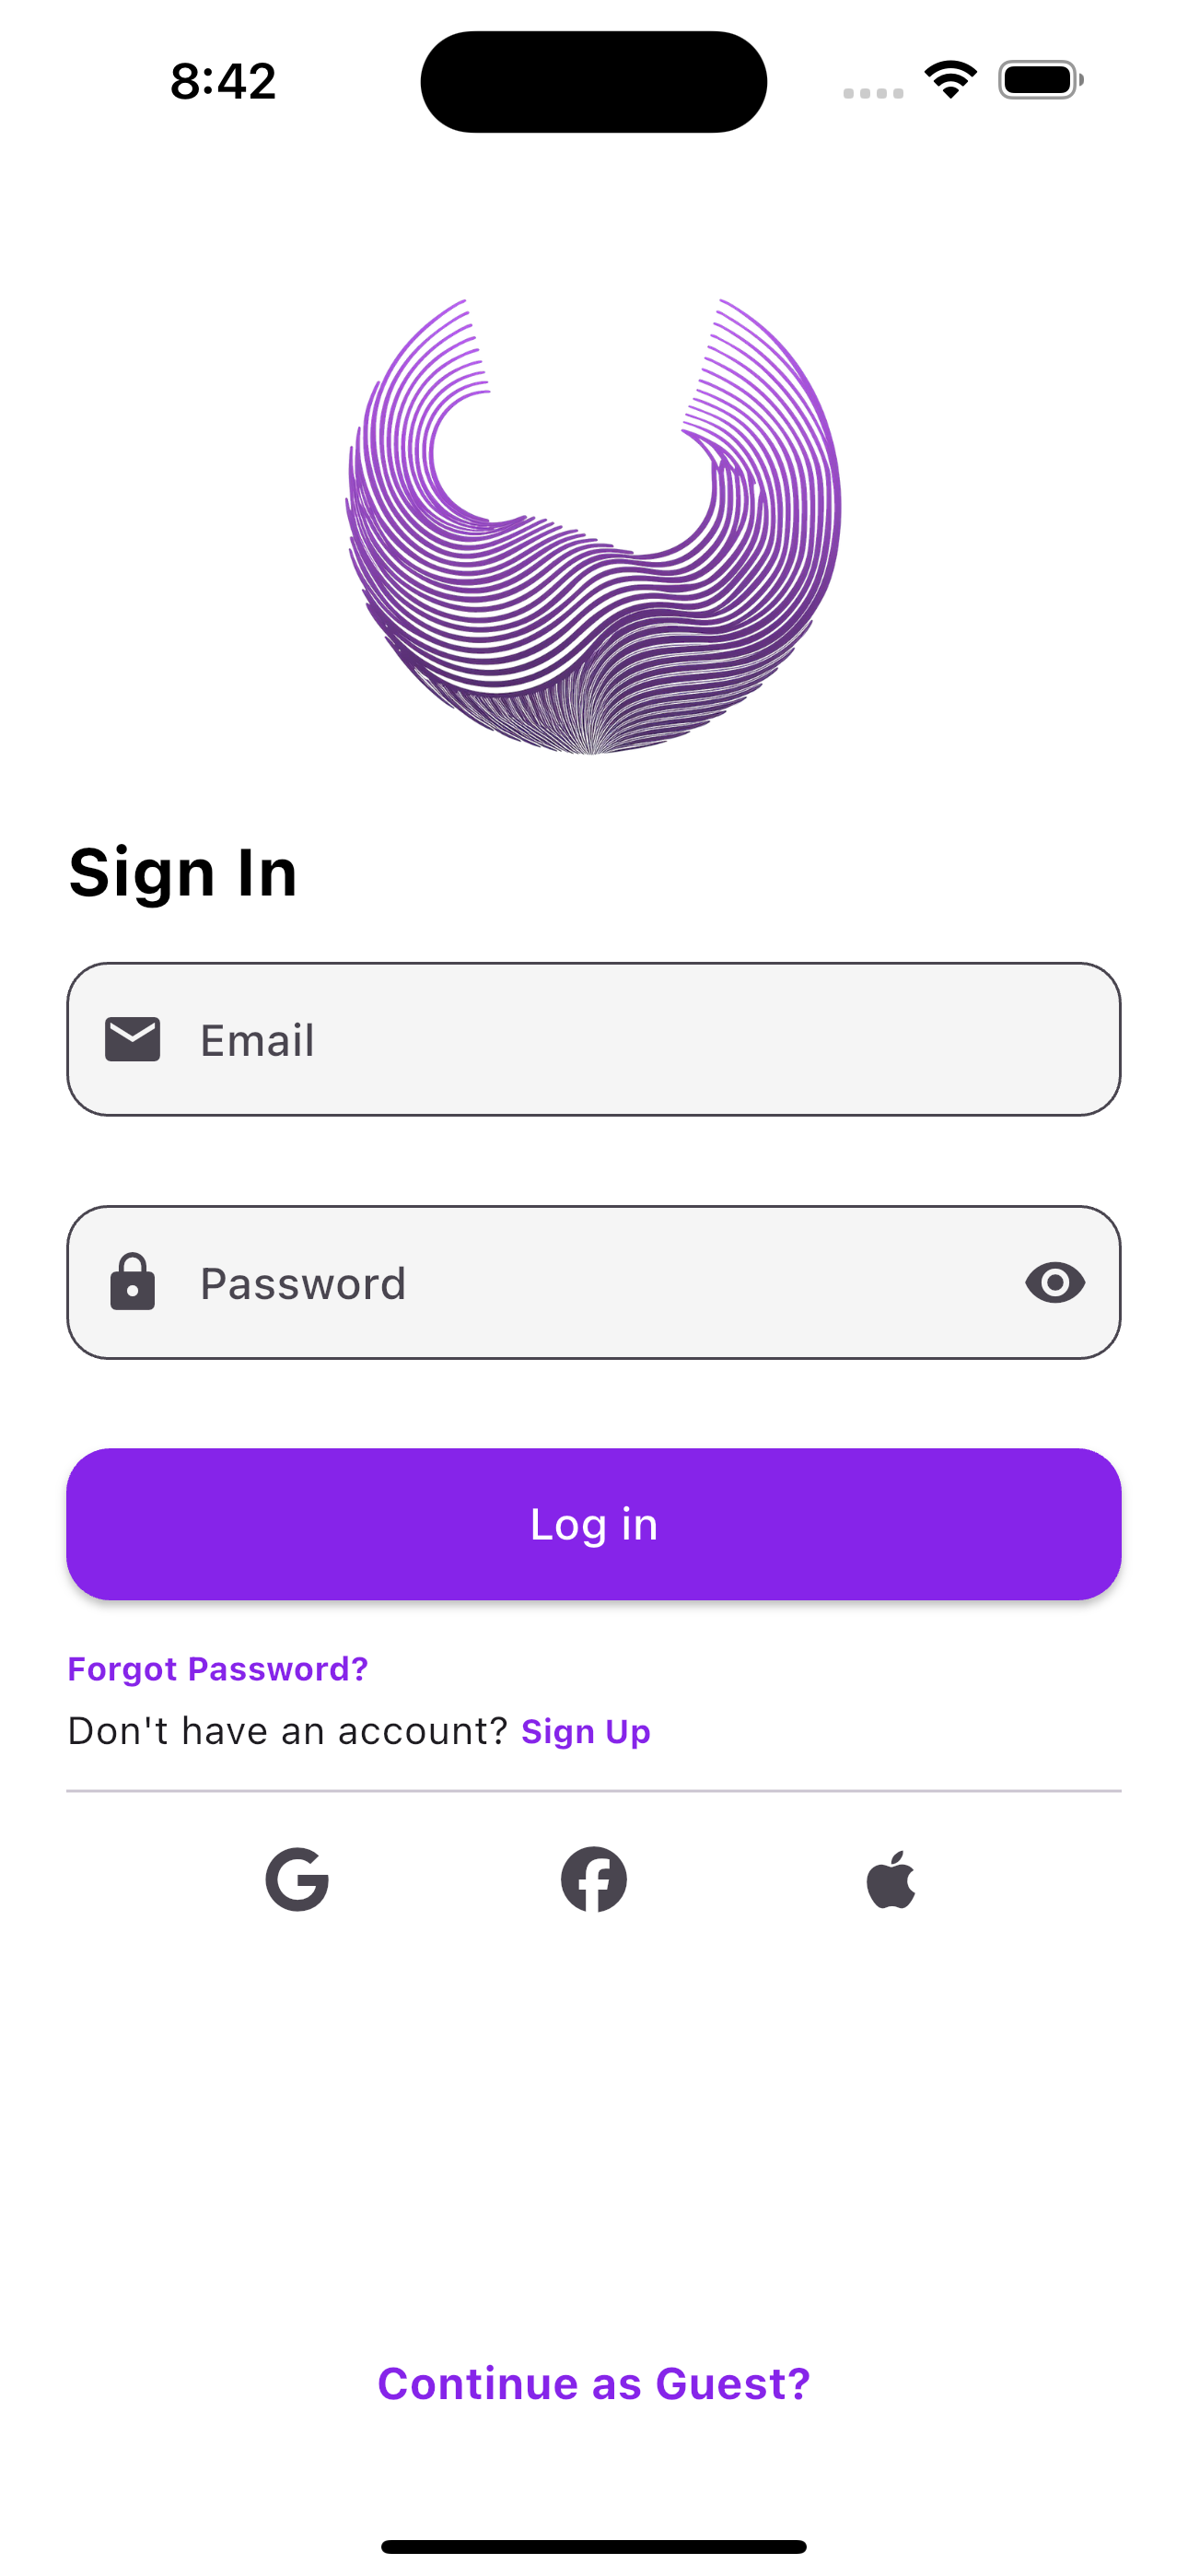 8:42
Sign In
Email
Password
Log in
Forgot Password?
Don't have an account? Sign Up
Continue as Guest?